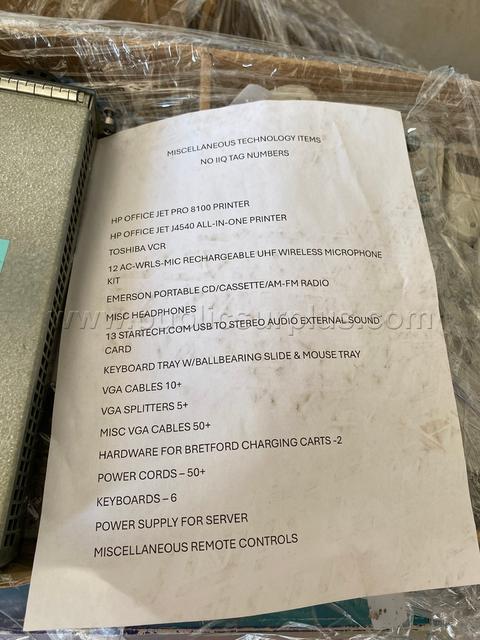 MISCELLANEOUS TECHNOLOGY ITEMS
NO IIQ TAG NUMBERS
HP OFFICE JET PRO 8100 PRINTER
HP OFFICE JET J4540 ALL-IN-ONE PRINTER
TOSHIBA VCR
12 AC-WRLS-MIC RECHARGEABLE UHF WIRELESS MICROPHONE
KIT
EMERSON PORTABLE CD/CASSETTE/AM-FM RADIO
MISC HEADPHONES
www.publicsurplus.com
13 STARTECH.COM USB TO STEREO AUDIO EXTERNAL SOUND
CARD
KEYBOARD TRAY W/BALLBEARING SLIDE & MOUSE TRAY
VGA CABLES 10+
VGA SPLITTERS 5+
MISC VGA CABLES 50+
HARDWARE FOR BRETFORD CHARGING CARTS -2
POWER CORDS – 50+
KEYBOARDS – 6
POWER SUPPLY FOR SERVER
MISCELLANEOUS REMOTE CONTROLS